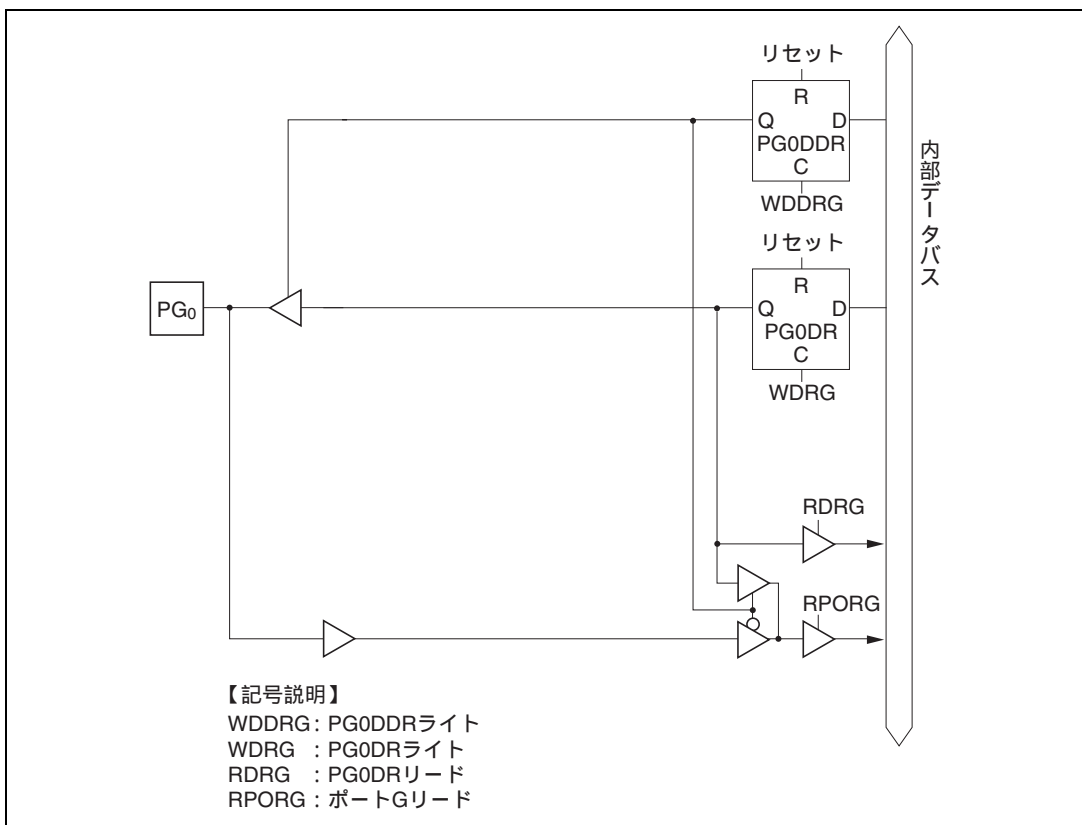 リセット
R
Q D
PG0DDR
C
WDDRG
リセット
R
Q D
PG0DR
C
WDRG
内部データバス
PG0
RDRG
RPORG
【記号説明】
WDDRG : PG0DDRライト
WDRG : PG0DRライト
RDRG : PG0DRリード
RPORG : ポートGリード